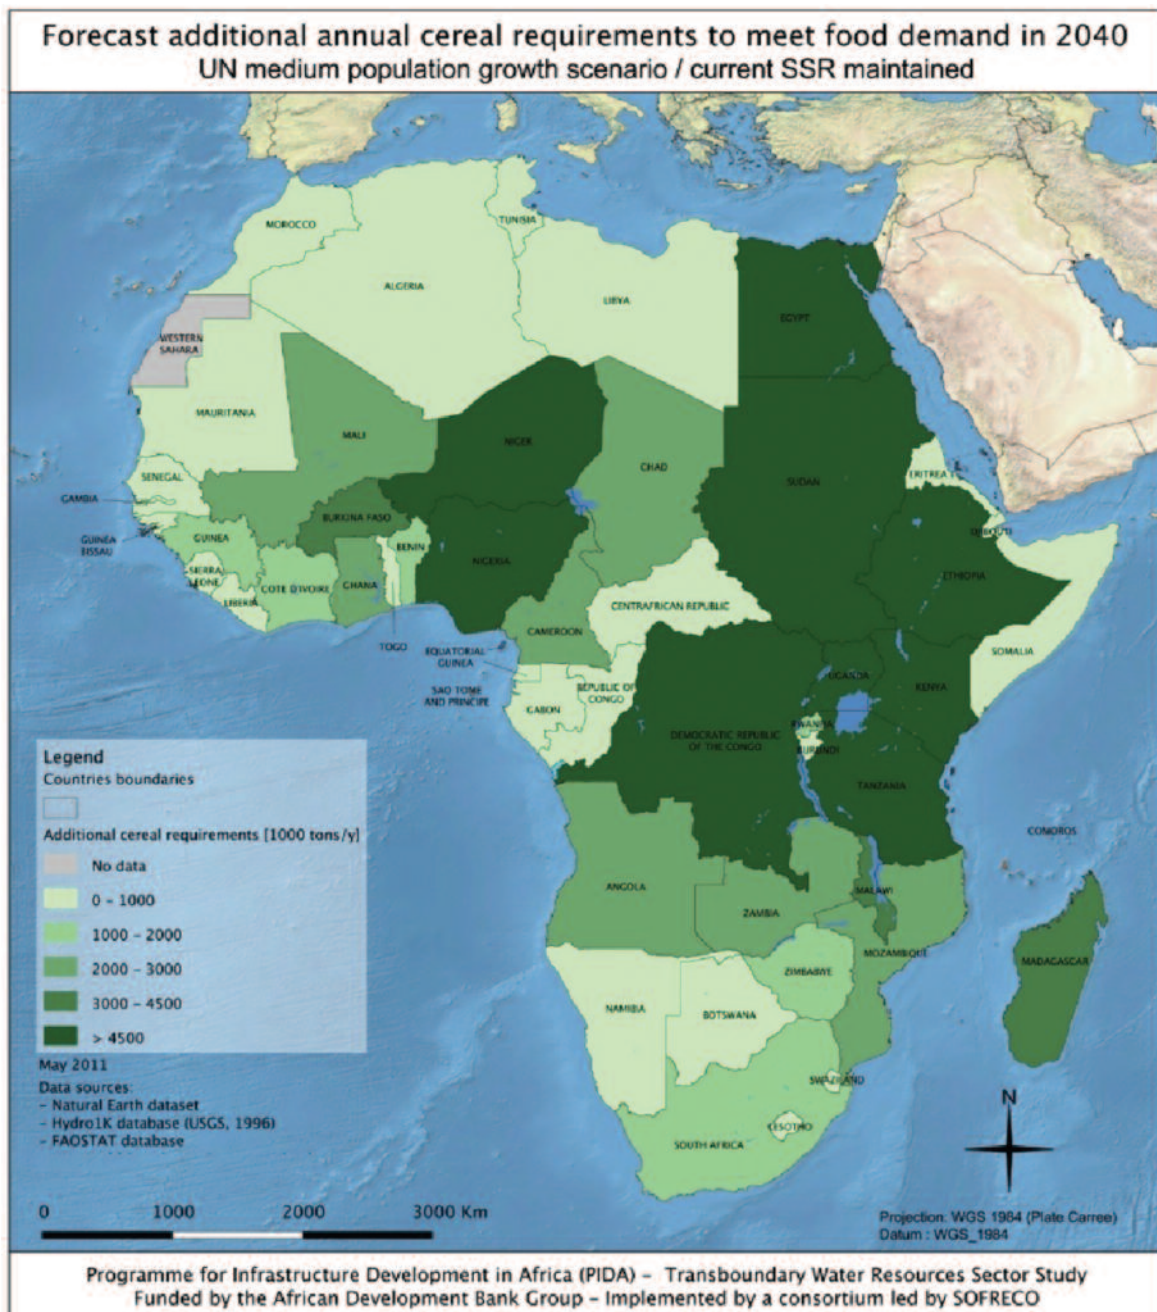 Forecast additional annual cereal requirements to meet food demand in 2040
UN medium population growth scenario / current SSR maintained
MOROCCO
TUNISIA
ALGERIA
LIBYA
EGYPT
WESTERN
SAHARA
MAURITANIA
MALI
NIGER
CHAD
SUDAN
ERITREA
SENEGAL
GAMBIA
BURKINA FASO
GUINEA
BISSAU
GUINEA
BENIN
NIGERIA
DJIBOUTI
ETHIOPIA
SIERRA
LEONE
COTE D'IVOIRE
GHANA
LIBERIA
CENTRAFRICAN REPUBLIC
CAMEROON
TOGO
EQUATORIAL
GUINEA
SOMALIA
UGANDA
KENYA
SAO TOME
AND PRINCIPE
REPUBLIC OF
CONGO
GABON
RWANDA
DEMOCRATIC REPUBLIC
OF THE CONGO
BURUNDI
TANZANIA
COMOROS
ANGOLA
MALAWI
ZAMBIA
MOZAMBIQUE
MADAGASCAR
ZIMBABWE
NAMIBIA
BOTSWANA
SWAZILAND
LESOTHO
SOUTH AFRICA
Legend
Countries boundaries
Additional cereal requirements [1000 tons/y]
No data
0 - 1000
1000 - 2000
2000 - 3000
3000 - 4500
> 4500
May 2011
Data sources:
- Natural Earth dataset
- Hydro1K database (USGS, 1996)
- FAOSTAT database
N
0 1000 2000 3000 Km
Projection: WGS 1984 (Plate Carree)
Datum : WGS_1984
Programme for Infrastructure Development in Africa (PIDA) - Transboundary Water Resources Sector Study
Funded by the African Development Bank Group - Implemented by a consortium led by SOFRECO